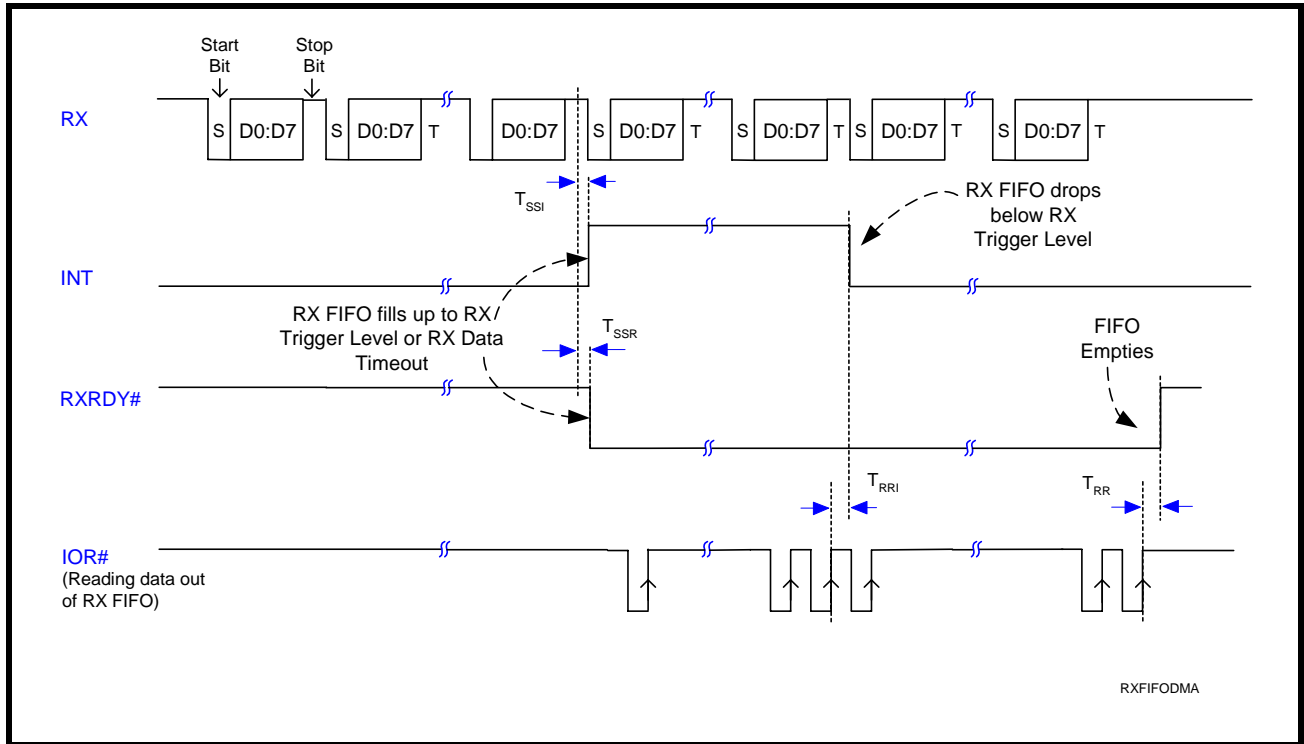 Start
Bit
Stop
Bit
RX
S D0:D7 S D0:D7 T D0:D7 S D0:D7 T S D0:D7 T S D0:D7 T S D0:D7 T
TSSI
RX FIFO drops
below RX
Trigger Level
INT
RX FIFO fills up to RX
Trigger Level or RX Data
Timeout
TSSR
FIFO
Empties
RXRDY#
TRRI
TRR
IOR#
(Reading data out
of RX FIFO)
RXFIFODMA